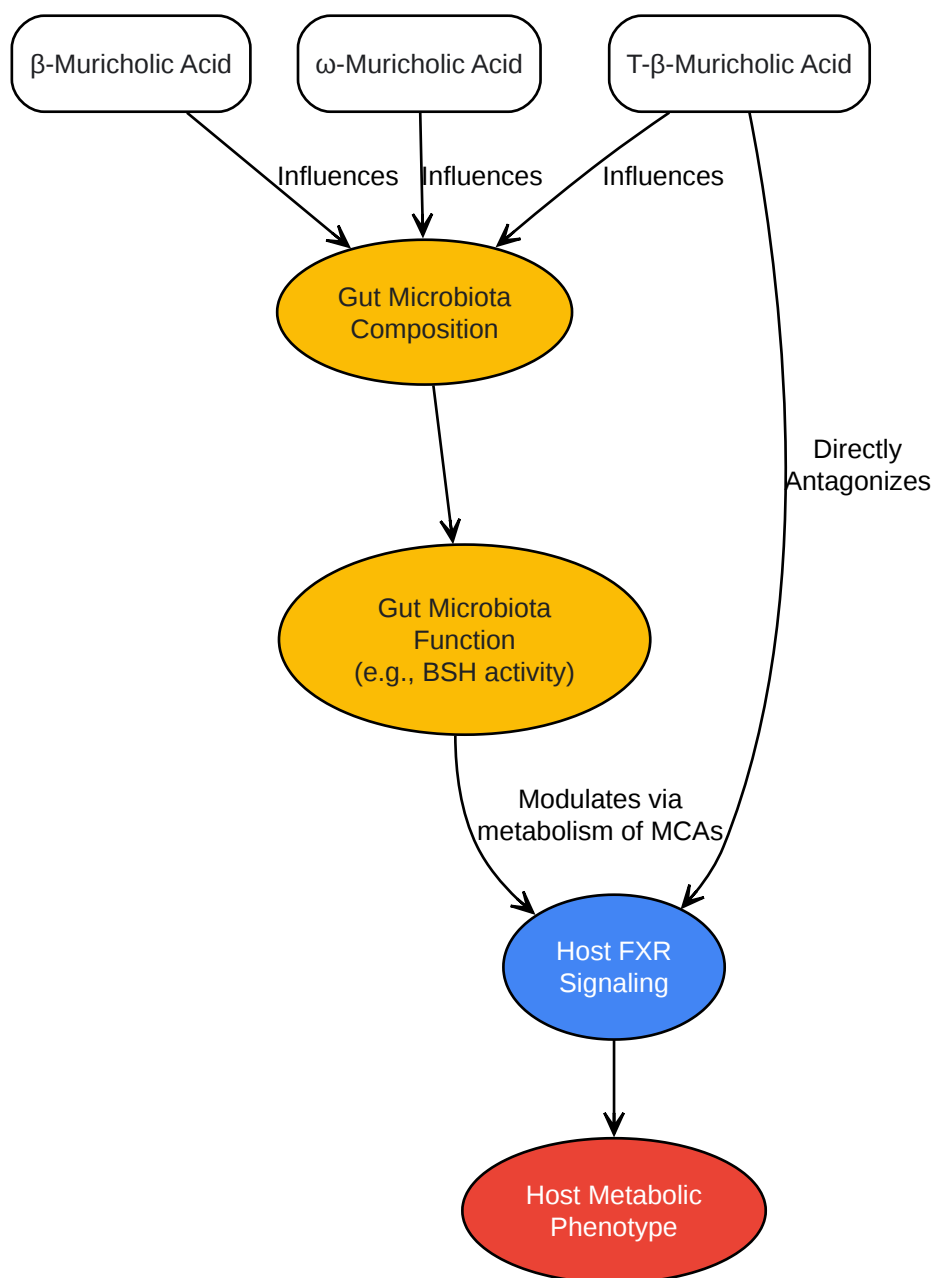 β-Muricholic Acid
ω-Muricholic Acid
T-β-Muricholic Acid
Influences
Influences
Influences
Gut Microbiota
Composition
Directly
Antagonizes
Gut Microbiota
Function
(e.g., BSH activity)
Modulates via
metabolism of MCAs
Host FXR
Signaling
Host Metabolic
Phenotype